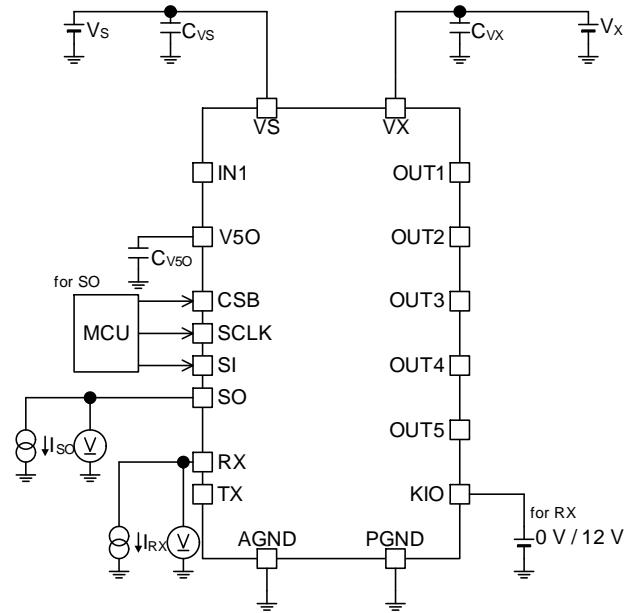 VS CVS CVX VX
VS VX
IN1 OUT1
V5O OUT2
CV5O
for SO
CSB OUT3
MCU SCLK
SI OUT4
SO
ISO V OUT5
RX KIO
TX for RX
IRX V AGND PGND 0 V / 12 V